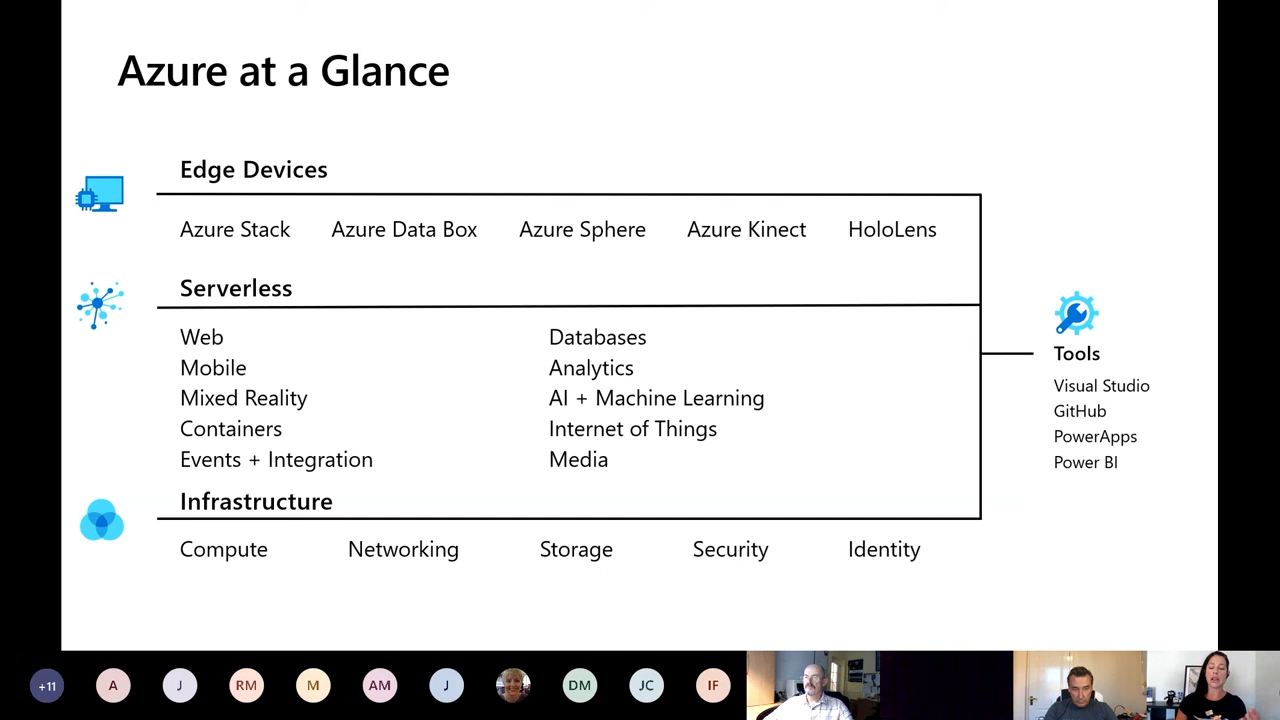 Azure at a Glance
Edge Devices
Azure Stack Azure Data Box Azure Sphere Azure Kinect HoloLens
Serverless
Web
Mobile
Mixed Reality
Containers
Events + Integration
Databases
Analytics
AI + Machine Learning
Internet of Things
Media
Infrastructure
Compute Networking Storage Security Identity
Tools
Visual Studio
GitHub
PowerApps
Power BI
+11 A J RM M AM J DM JC IF